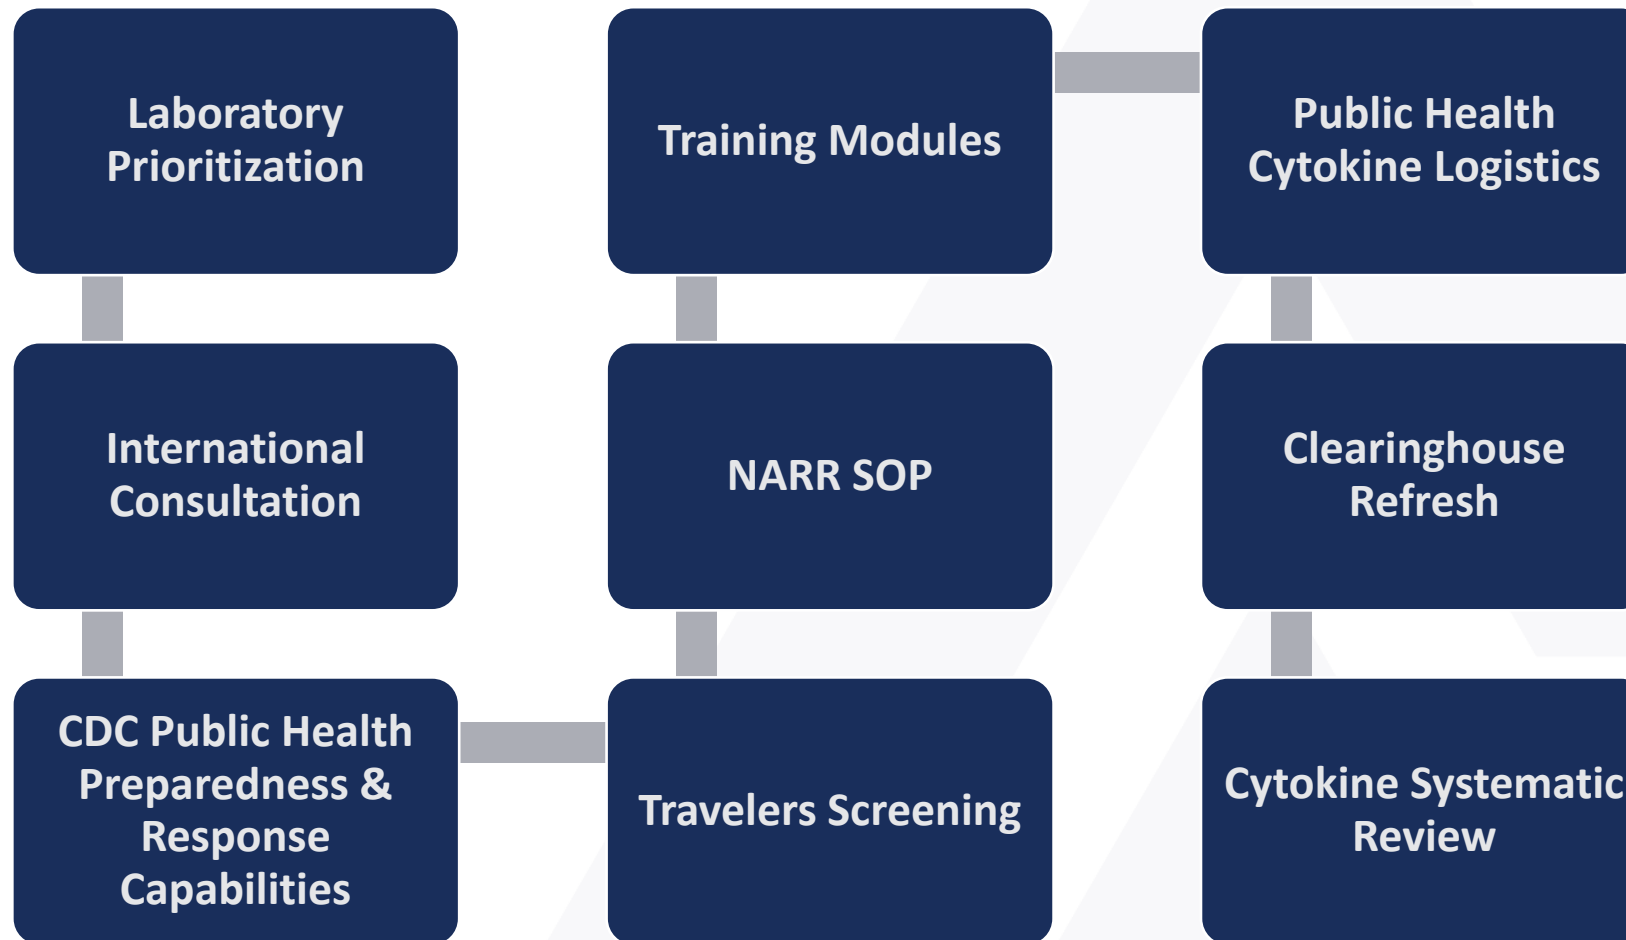 Laboratory
Prioritization
International
Consultation
CDC Public Health
Preparedness &
Response
Capabilities
Travelers Screening
NARR SOP
Training Modules
Public Health
Cytokine Logistics
Clearinghouse
Refresh
Cytokine Systematic
Review